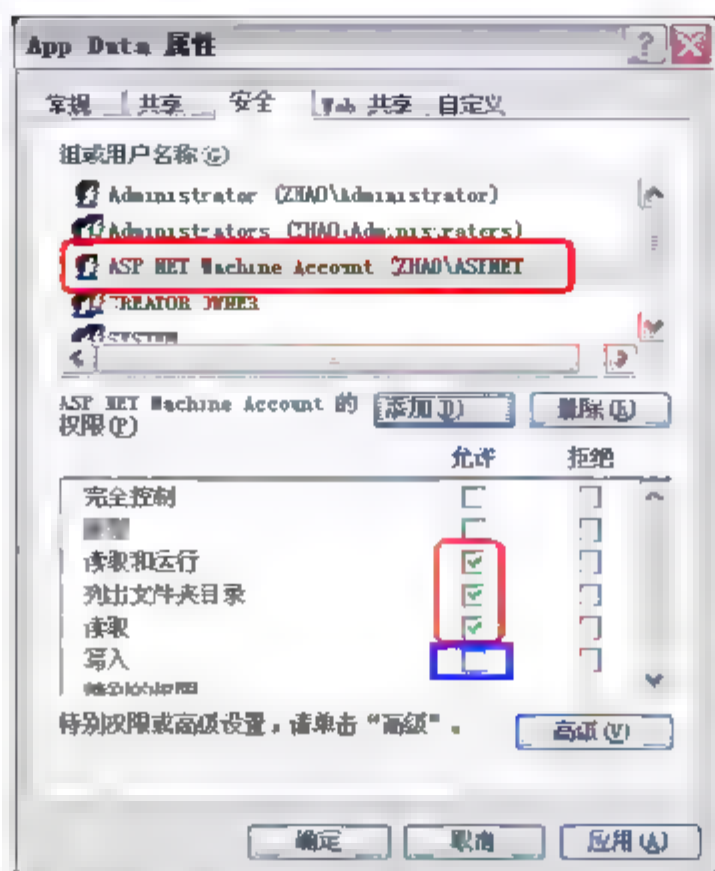 App Data 属性
常规 共享 安全 Web 共享 自定义
组或用户名称(G)
Administrator (ZHAO\Administrator)
Administrators (ZHAO\Administrators)
ASP NET Machine Account (ZHAO\ASPNET
CREATOR OWNER
SYSTEM
ASP NET Machine Account 的
权限(P)
添加(D) 删除(R)
允许 拒绝
完全控制
读取和运行
列出文件夹目录
读取
写入
特别权限或高级设置，请单击“高级”。
高级(V)
确定 取消 应用(A)